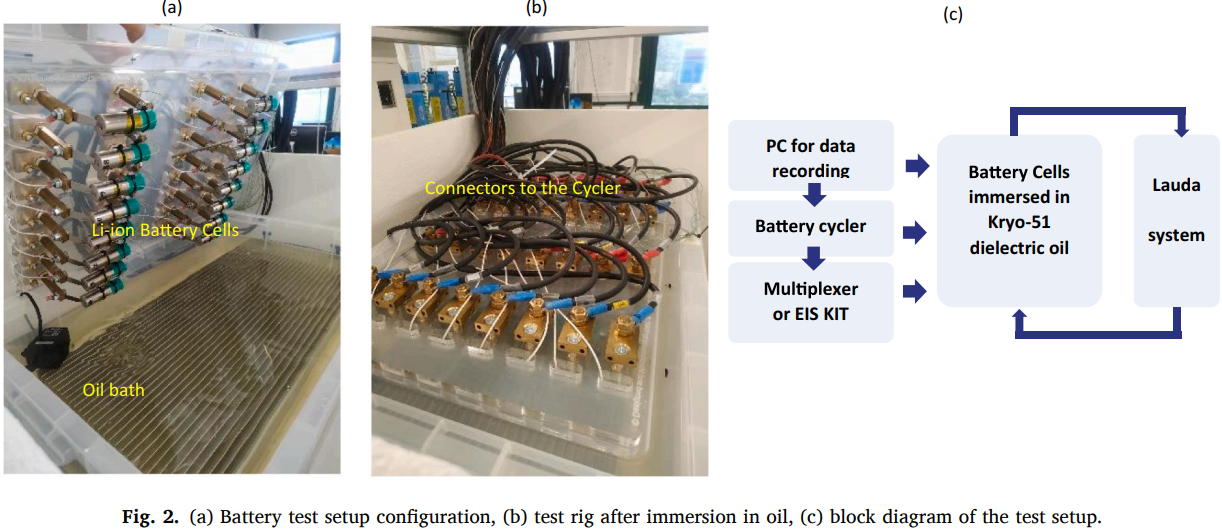 (a)
(b)
(c)
Li-ion Battery Cells
Oil bath
Connectors to the Cycler
PC for data
recording
Battery cycler
Multiplexer
or EIS KIT
Battery Cells
immersed in
Kryo-51
dielectric oil
Lauda
system
Fig. 2. (a) Battery test setup configuration, (b) test rig after immersion in oil, (c) block diagram of the test setup.